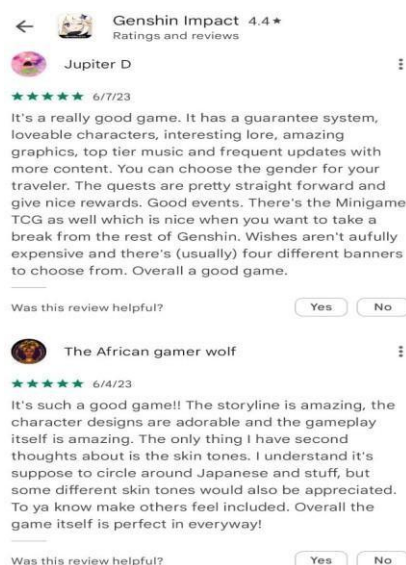 Genshin Impact 4.4★
Ratings and reviews
Jupiter D
★★★★★ 6/7/23
It's a really good game. It has a guarantee system,
loveable characters, interesting lore, amazing
graphics, top tier music and frequent updates with
more content. You can choose the gender for your
traveler. The quests are pretty straight forward and
give nice rewards. Good events. There's the Minigame
TCG as well which is nice when you want to take a
break from the rest of Genshin. Wishes aren't aufully
expensive and there's (usually) four different banners
to choose from. Overall a good game.
Was this review helpful? Yes No
The African gamer wolf
★★★★★ 6/4/23
It's such a good game!! The storyline is amazing, the
character designs are adorable and the gameplay
itself is amazing. The only thing I have second
thoughts about is the skin tones. I understand it's
suppose to circle around Japanese and stuff, but
some different skin tones would also be appreciated.
To ya know make others feel included. Overall the
game itself is perfect in everyway!
Was this review helpful? Yes No